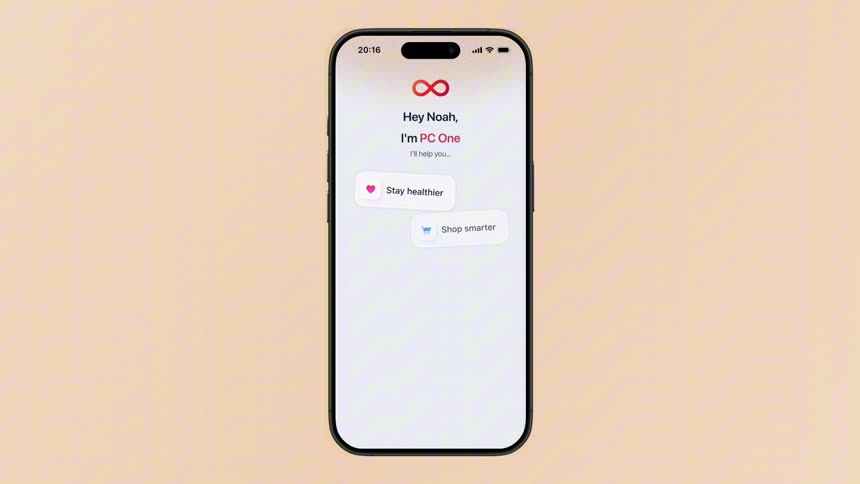 20:16
Hey Noah,
I'm PC One
I'll help you...
Stay healthier
Shop smarter